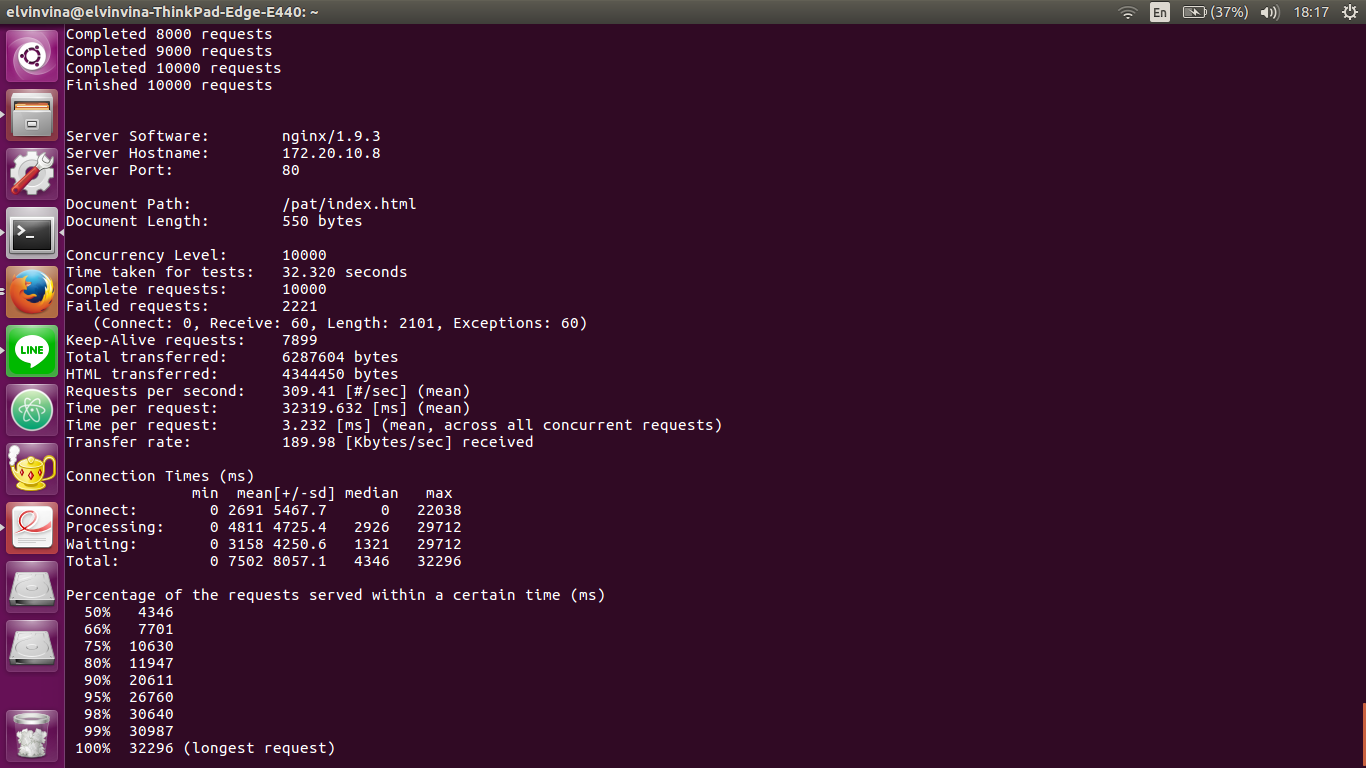 elvinvina@elvinvina-ThinkPad-Edge-E440: ~
En (37%) 18:17
Completed 8000 requests
Completed 9000 requests
Completed 10000 requests
Finished 10000 requests
Server Software: nginx/1.9.3
Server Hostname: 172.20.10.8
Server Port: 80
Document Path: /pat/index.html
Document Length: 550 bytes
Concurrency Level: 10000
Time taken for tests: 32.320 seconds
Complete requests: 10000
Failed requests: 2221
(Connect: 0, Receive: 60, Length: 2101, Exceptions: 60)
Keep-Alive requests: 7899
Total transferred: 6287604 bytes
HTML transferred: 4344450 bytes
Requests per second: 309.41 [#/sec] (mean)
Time per request: 32319.632 [ms] (mean)
Time per request: 3.232 [ms] (mean, across all concurrent requests)
Transfer rate: 189.98 [Kbytes/sec] received
Connection Times (ms)
min mean[+/-sd] median max
Connect: 0 2691 5467.7 0 22038
Processing: 0 4811 4725.4 2926 29712
Waiting: 0 3158 4250.6 1321 29712
Total: 0 7502 8057.1 4346 32296
Percentage of the requests served within a certain time (ms)
50% 4346
66% 7701
75% 10630
80% 11947
90% 20611
95% 26760
98% 30640
99% 30987
100% 32296 (longest request)
LINE